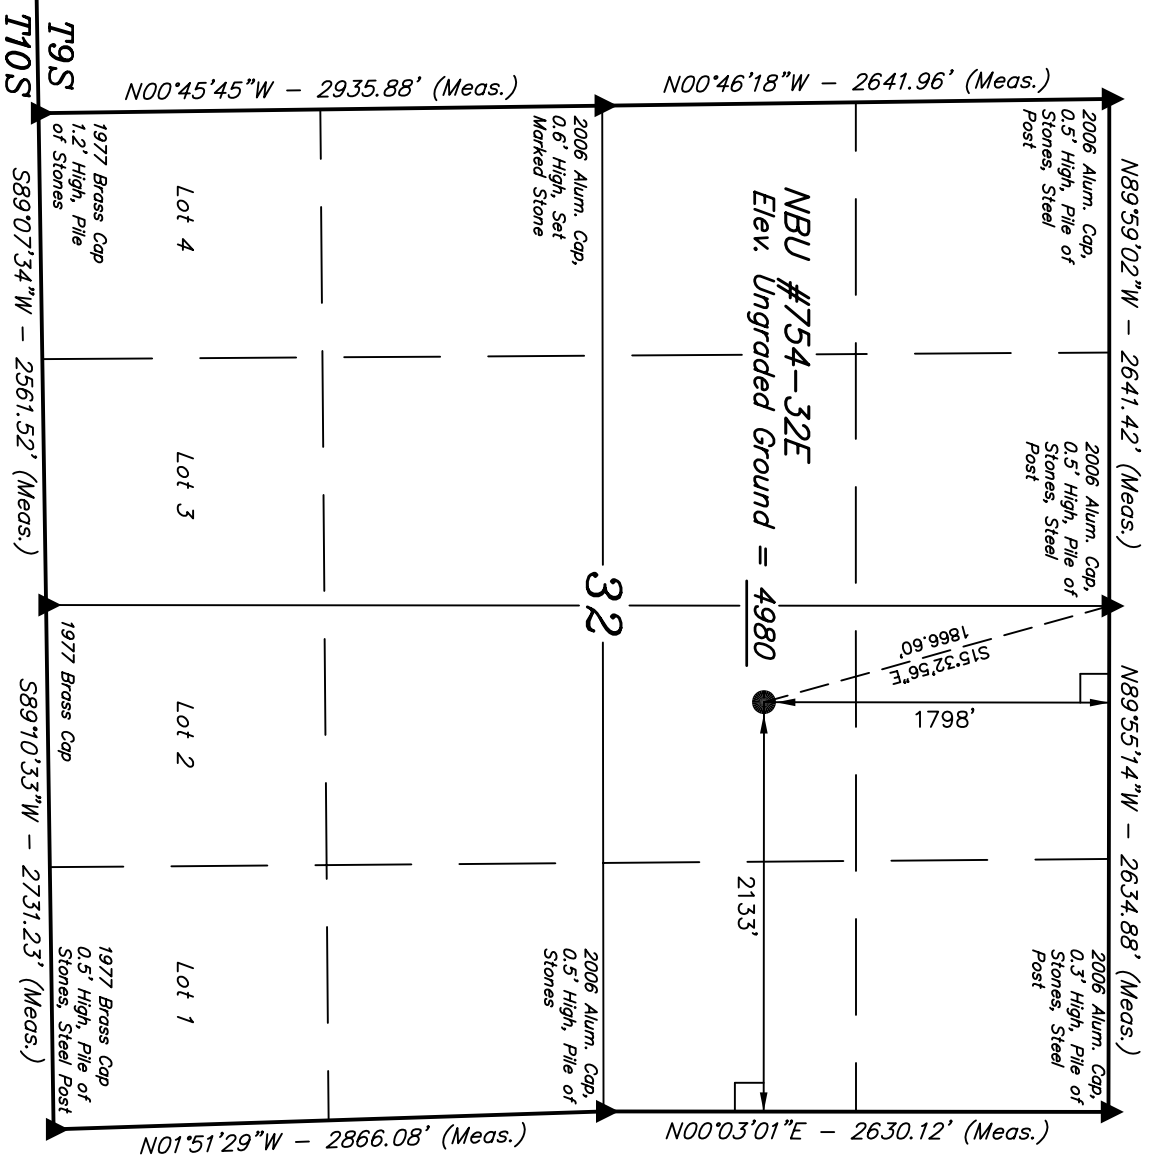 N89°59'02"W - 2641.42' (Meas.)
N89°55'14"W - 2634.88' (Meas.)
2006 Alum. Cap,
0.5' High, Pile of
Stones, Steel
Post
2006 Alum. Cap,
0.5' High, Pile of
Stones, Steel
Post
2006 Alum. Cap,
0.3' High, Pile of
Stones, Steel
Post
N00°46'18"W - 2641.96' (Meas.)
S15°32'56"E
1866.60'
1798'
NBU #754-32E
Elev. Ungraded Ground = 4980
2133'
N00°03'01"E - 2630.12' (Meas.)
32
2006 Alum. Cap,
0.6' High, Set
Marked Stone
2006 Alum. Cap,
0.5' High, Pile of
Stones
N00°45'45"W - 2935.88' (Meas.)
N01°51'29"W - 2866.08' (Meas.)
Lot 4
Lot 3
Lot 2
Lot 1
1977 Brass Cap
1.2' High, Pile
of Stones
1977 Brass Cap
1977 Brass Cap
0.5' High, Pile of
Stones, Steel Post
T9S
T10S
S89°07'34"W - 2561.52' (Meas.)
S89°10'33"W - 2731.23' (Meas.)